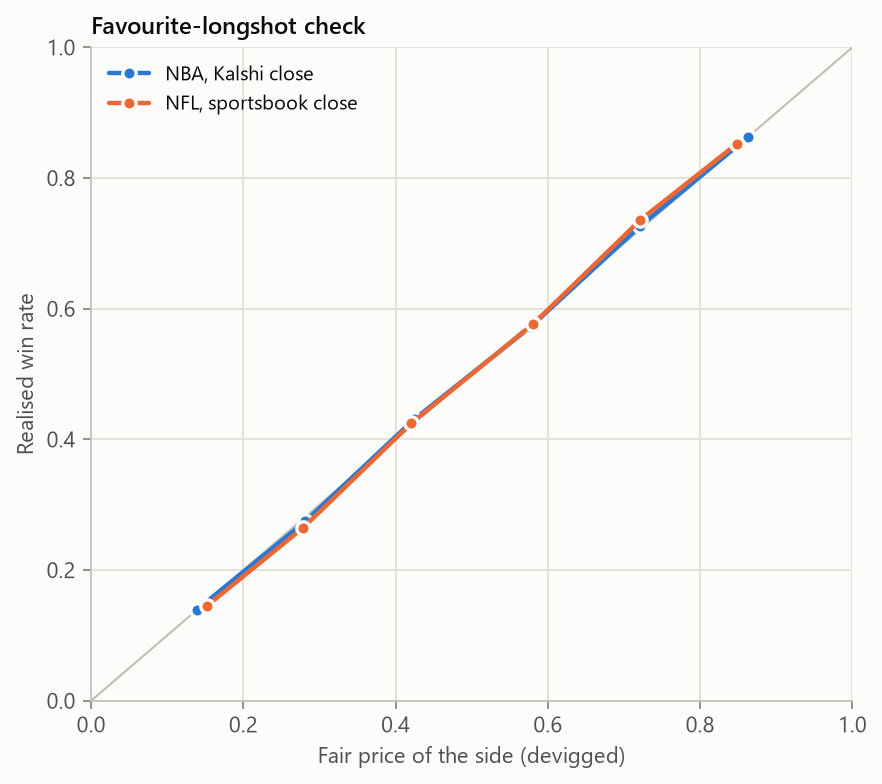 Favourite-longshot check
NBA, Kalshi close
NFL, sportsbook close
Realised win rate
1.0
0.8
0.6
0.4
0.2
0.0
0.0 0.2 0.4 0.6 0.8 1.0
Fair price of the side (devigged)